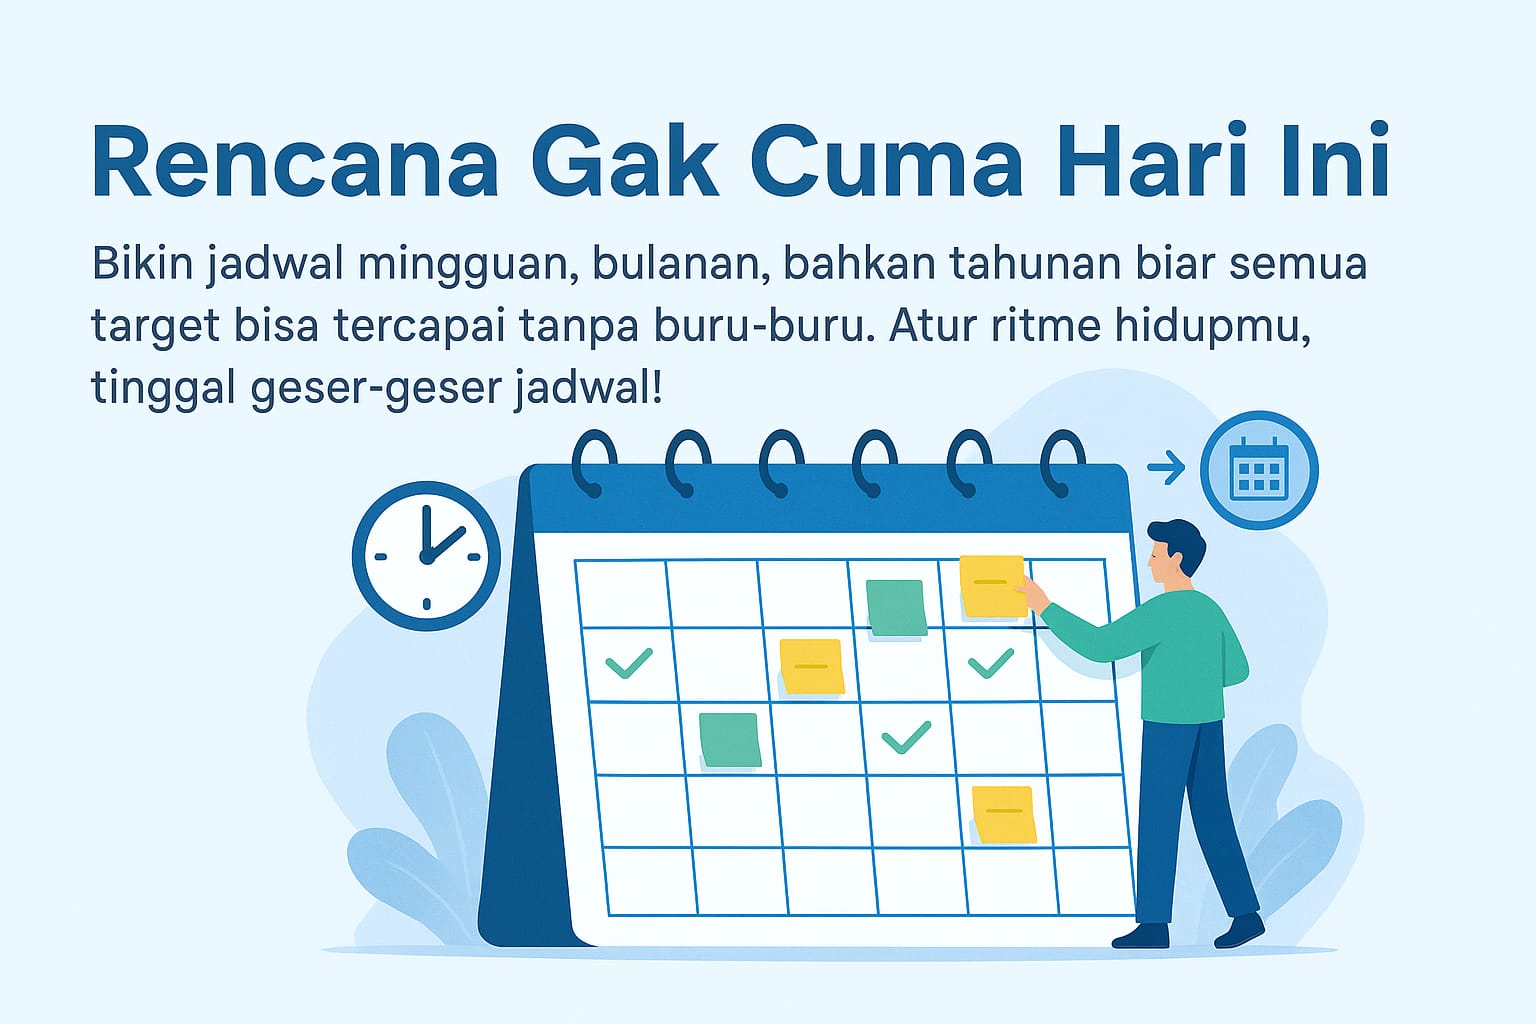 Rencana Gak Cuma Hari Ini
Bikin jadwal mingguan, bulanan, bahkan tahunan biar semua
target bisa tercapai tanpa buru-buru. Atur ritme hidupmu,
tinggal geser-geser jadwal!